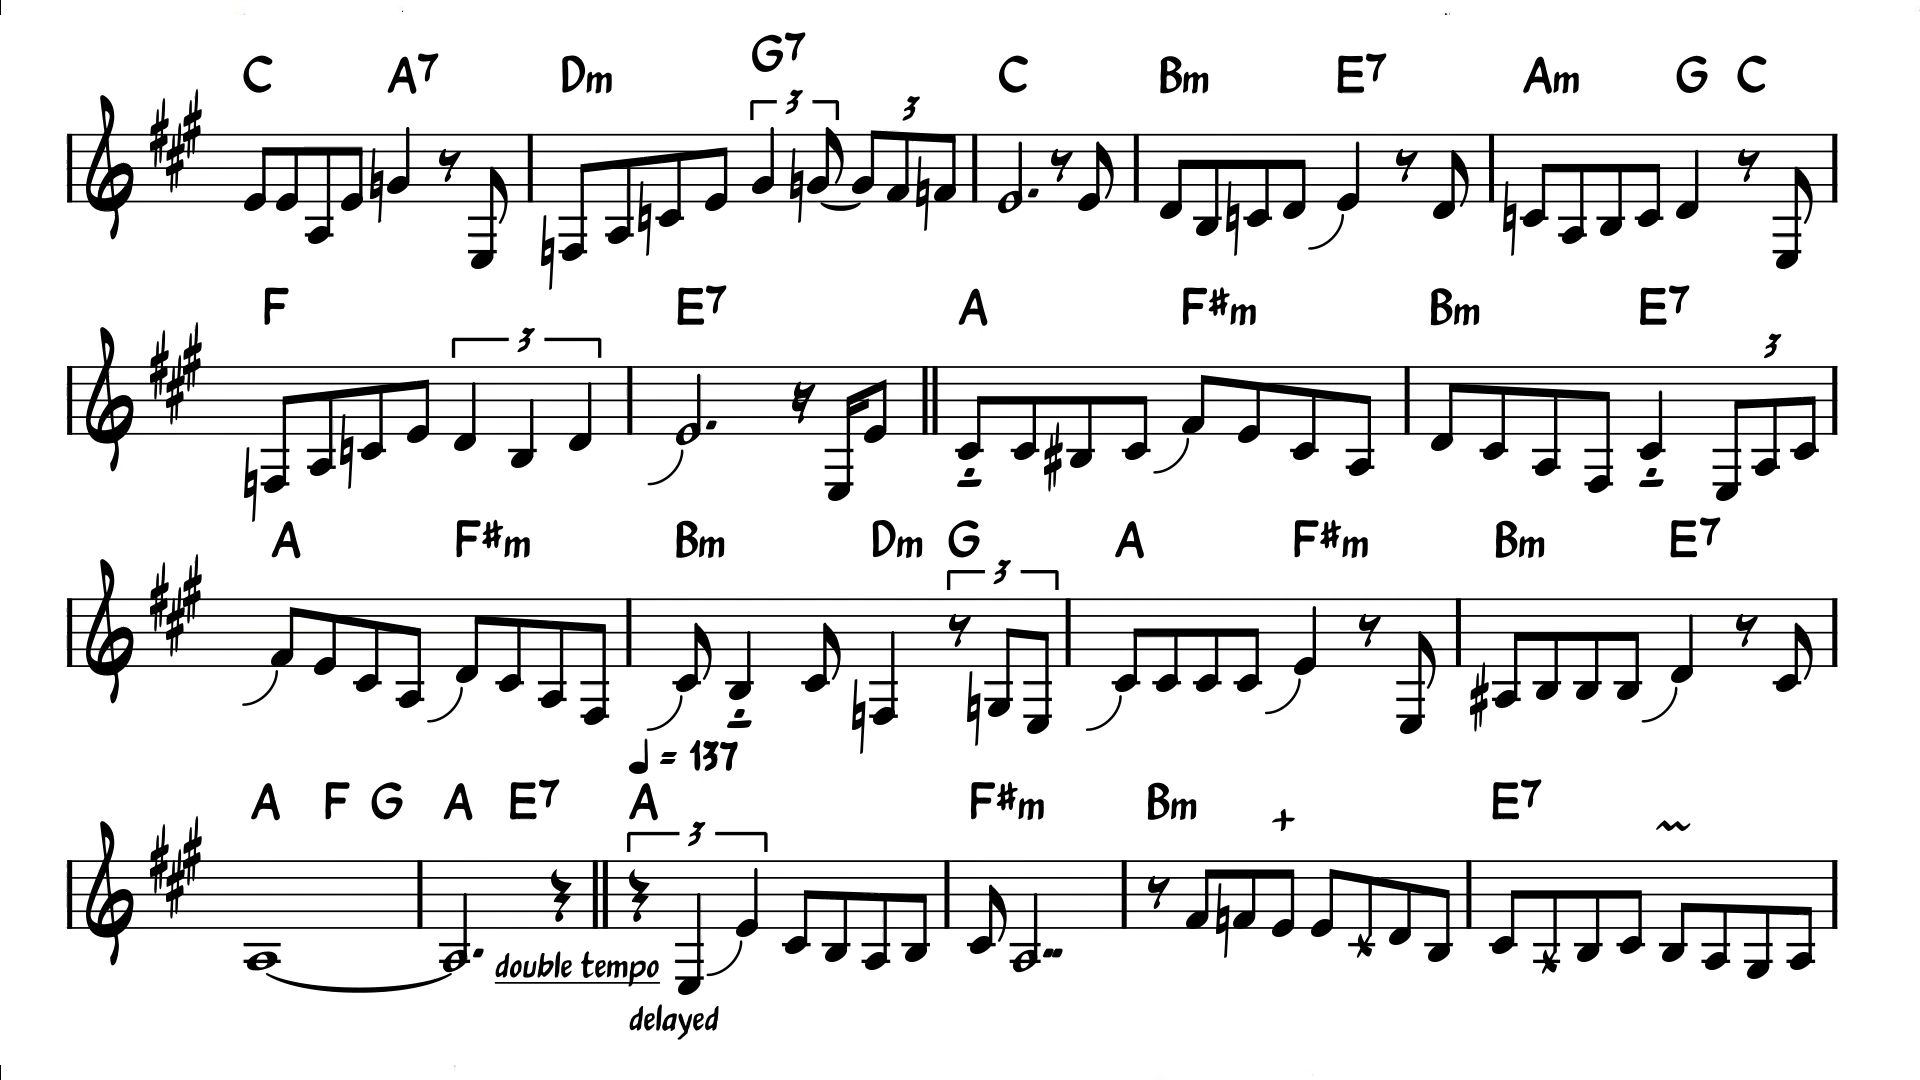 C A7 Dm G7 C Bm E7 Am G C
3 3
F E7 A F#m Bm E7
3 3
A F#m Bm Dm G A F#m Bm E7
3
♩ = 137
A F G A E7 A F#m Bm + E7
3
double tempo
delayed